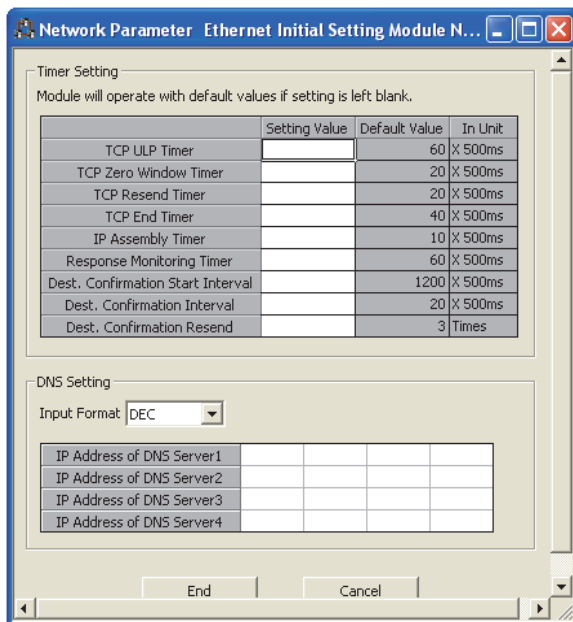 Network Parameter Ethernet Initial Setting Module N...
Timer Setting
Module will operate with default values if setting is left blank.
Setting Value Default Value In Unit
TCP ULP Timer 60 X 500ms
TCP Zero Window Timer 20 X 500ms
TCP Resend Timer 20 X 500ms
TCP End Timer 40 X 500ms
IP Assembly Timer 10 X 500ms
Response Monitoring Timer 60 X 500ms
Dest. Confirmation Start Interval 1200 X 500ms
Dest. Confirmation Interval 20 X 500ms
Dest. Confirmation Resend 3 Times
DNS Setting
Input Format DEC
IP Address of DNS Server1
IP Address of DNS Server2
IP Address of DNS Server3
IP Address of DNS Server4
End Cancel